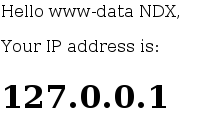 Hello www-data NDX,
Your IP address is:
127.0.0.1